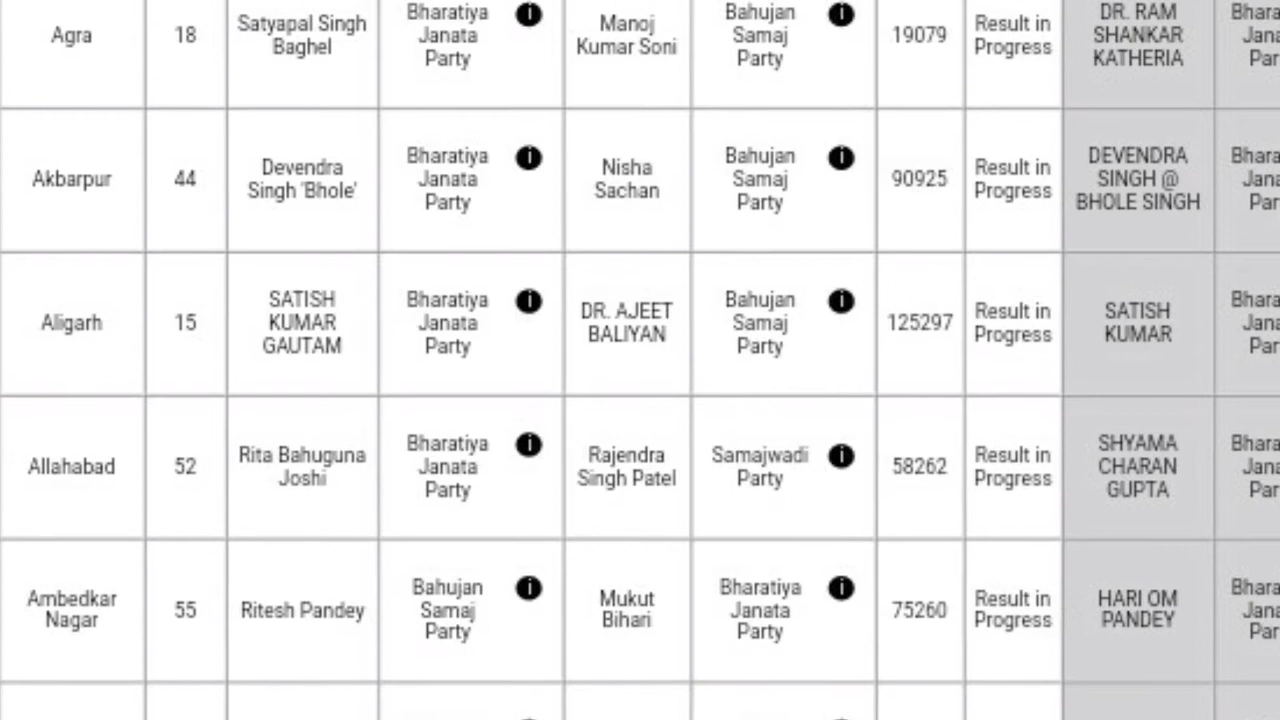 Agra 18 Satyapal Singh Baghel Bharatiya Janata Party i Manoj Kumar Soni Bahujan Samaj Party i 19079 Result in Progress DR. RAM SHANKAR KATHERIA
Akbarpur 44 Devendra Singh 'Bhole' Bharatiya Janata Party i Nisha Sachan Bahujan Samaj Party i 90925 Result in Progress DEVENDRA SINGH @ BHOLE SINGH
Aligarh 15 SATISH KUMAR GAUTAM Bharatiya Janata Party i DR. AJEET BALIYAN Bahujan Samaj Party i 125297 Result in Progress SATISH KUMAR
Allahabad 52 Rita Bahuguna Joshi Bharatiya Janata Party i Rajendra Singh Patel Samajwadi Party i 58262 Result in Progress SHYAMA CHARAN GUPTA
Ambedkar Nagar 55 Ritesh Pandey Bahujan Samaj Party i Mukut Bihari Bharatiya Janata Party i 75260 Result in Progress HARI OM PANDEY